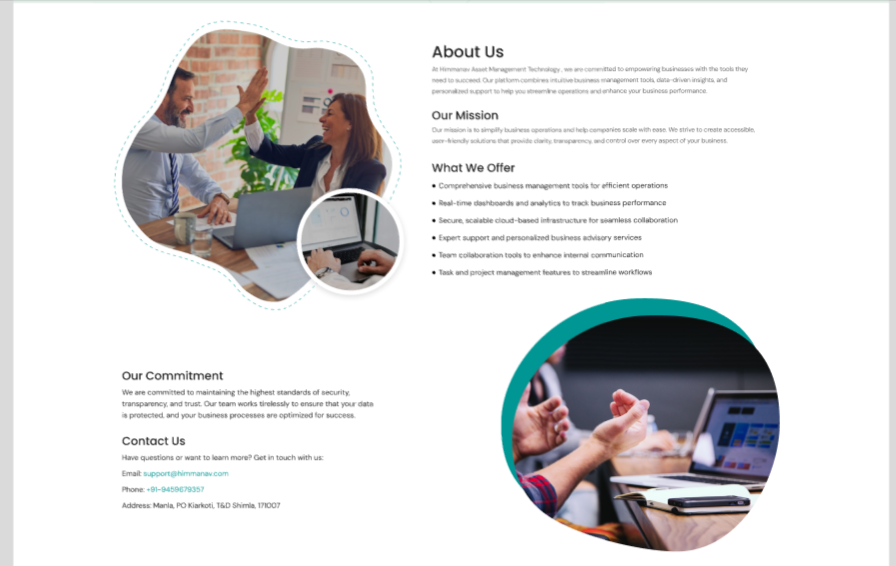 About Us
At Himmanav Asset Management Technology, we are committed to empowering businesses with the tools they
need to succeed. Our platform combines intuitive business management tools, data-driven insights, and
personalized support to help you streamline operations and enhance your business performance.
Our Mission
Our mission is to simplify business operations and help companies scale with ease. We strive to create accessible,
user-friendly solutions that provide clarity, transparency, and control over every aspect of your business.
What We Offer
• Comprehensive business management tools for efficient operations
• Real-time dashboards and analytics to track business performance
• Secure, scalable cloud-based infrastructure for seamless collaboration
• Expert support and personalized business advisory services
• Team collaboration tools to enhance internal communication
• Task and project management features to streamline workflows
Our Commitment
We are committed to maintaining the highest standards of security,
transparency, and trust. Our team works tirelessly to ensure that your data
is protected, and your business processes are optimized for success.
Contact Us
Have questions or want to learn more? Get in touch with us:
Email: support@himmanav.com
Phone: +91-9459679357
Address: Manla, PO Kiarkoti, T&D Shimla, 171007